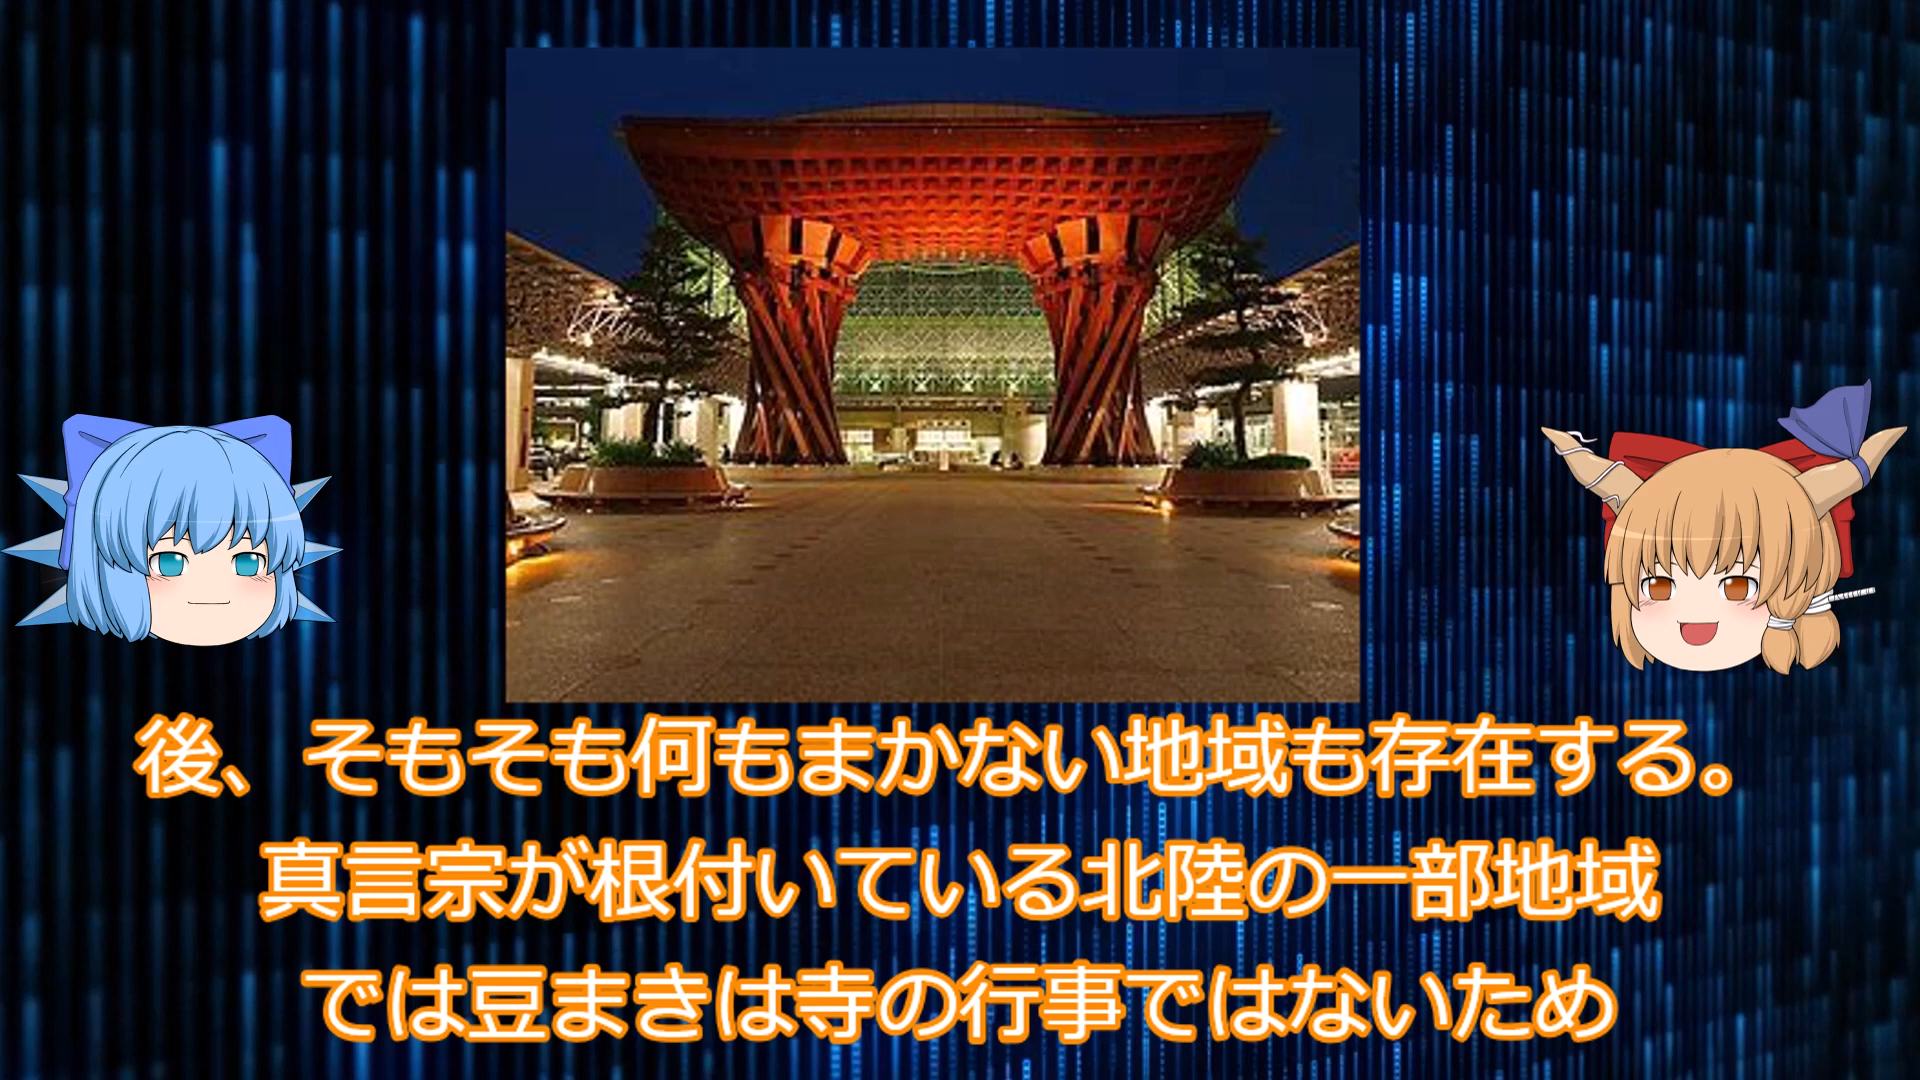 後、そもそも何もまかない地域も存在する。
真言宗が根付いている北陸の一部地域
では豆まきは寺の行事ではないため